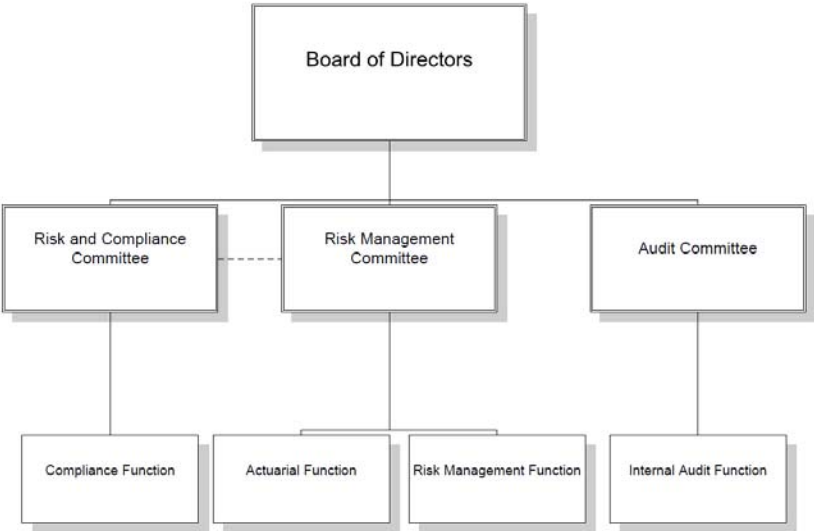 Board of Directors
Risk and Compliance
Committee
Risk Management
Committee
Audit Committee
Compliance Function
Actuarial Function
Risk Management Function
Internal Audit Function